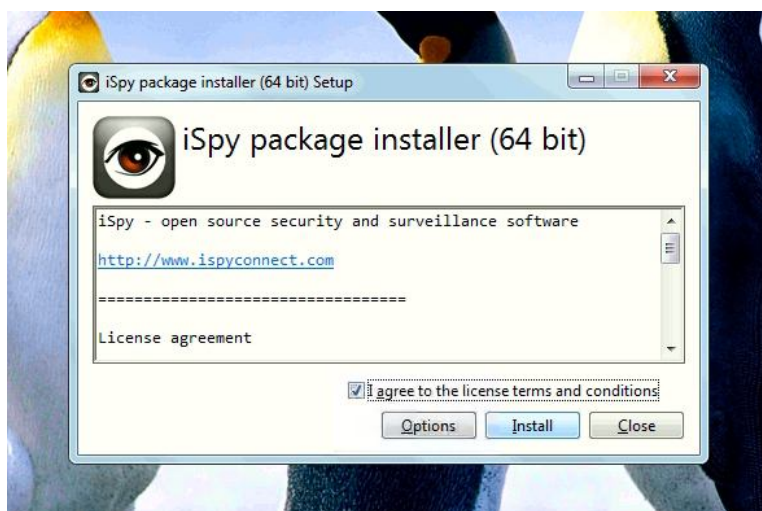 iSpy package installer (64 bit) Setup
iSpy package installer (64 bit)
iSpy - open source security and surveillance software
http://www.ispyconnect.com
==================================
License agreement
I agree to the license terms and conditions
Options Install Close